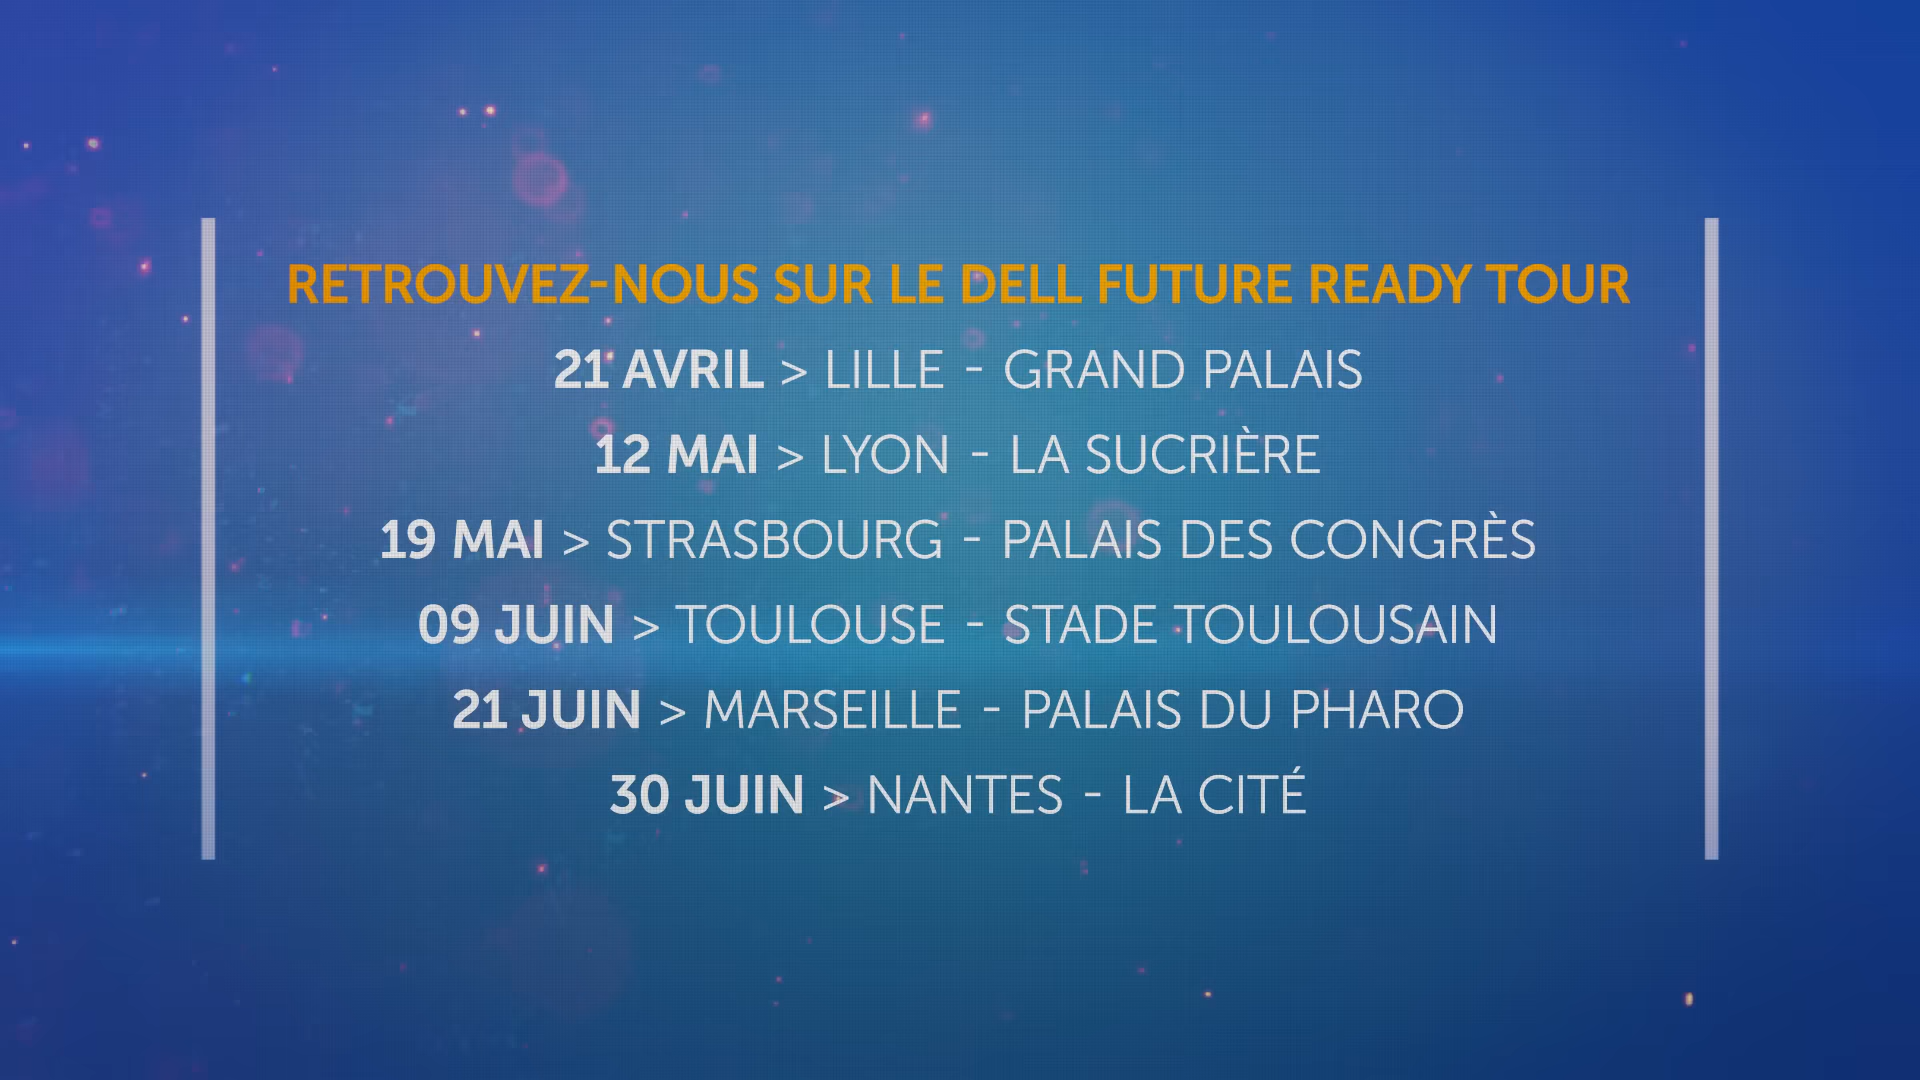 RETROUVEZ-NOUS SUR LE DELL FUTURE READY TOUR
21 AVRIL > LILLE - GRAND PALAIS
12 MAI > LYON - LA SUCRIÈRE
19 MAI > STRASBOURG - PALAIS DES CONGRÈS
09 JUIN > TOULOUSE - STADE TOULOUSAIN
21 JUIN > MARSEILLE - PALAIS DU PHARO
30 JUIN > NANTES - LA CITÉ